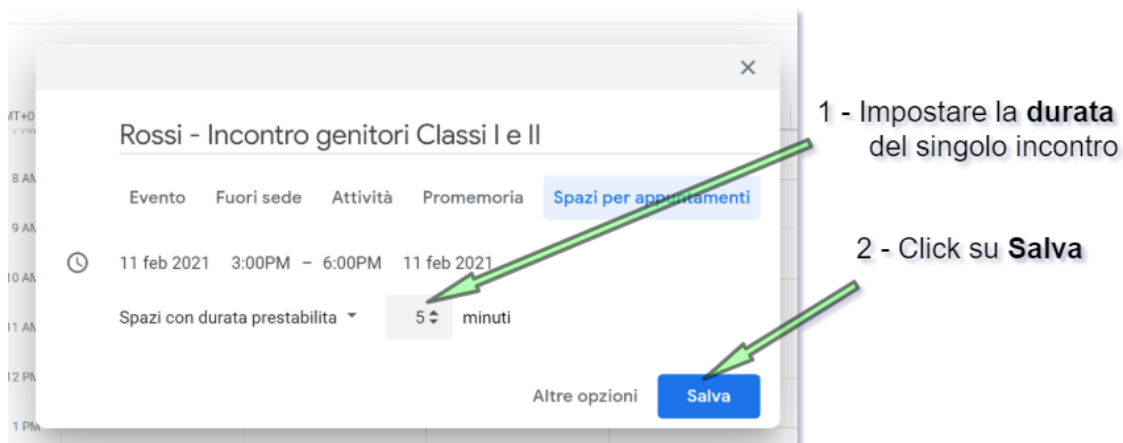 Rossi - Incontro genitori Classi I e II
Evento Fuori sede Attività Promemoria Spazi per appuntamenti
11 feb 2021 3:00PM – 6:00PM 11 feb 2021
Spazi con durata prestabilita 5 minuti
Altre opzioni Salva
8 AM
9 AM
10 AM
11 AM
12 PM
1 PM
1 - Impostare la durata
del singolo incontro
2 - Click su Salva